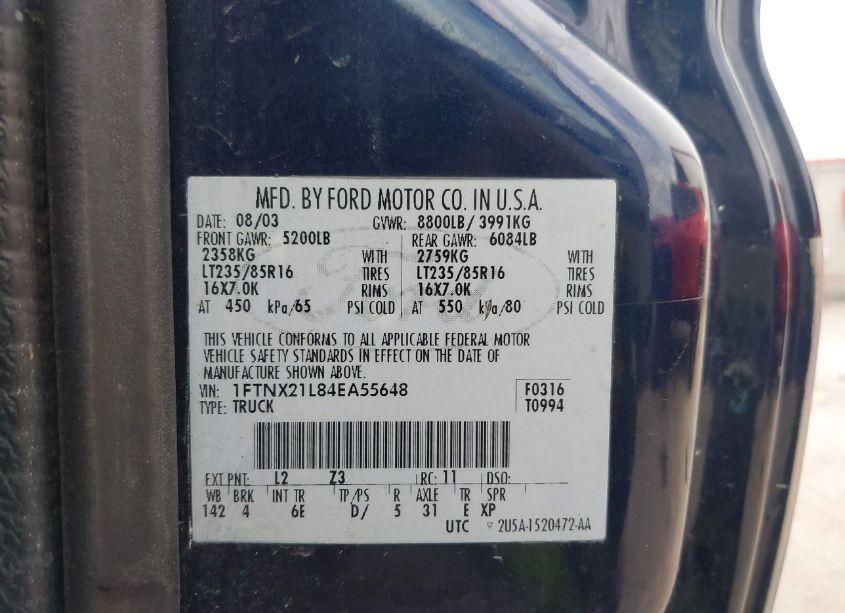 MFD. BY FORD MOTOR CO. IN U.S.A.
DATE: 08/03 GVWR: 8800LB/ 3991KG
FRONT GAWR: 5200LB REAR GAWR: 6084LB
2358KG WITH 2759KG WITH
LT235/85R16 TIRES LT235/85R16 TIRES
16X7.0K RIMS 16X7.0K RIMS
AT 450 kPa/65 PSI COLD AT 550 kPa/80 PSI COLD
THIS VEHICLE CONFORMS TO ALL APPLICABLE FEDERAL MOTOR
VEHICLE SAFETY STANDARDS IN EFFECT ON THE DATE OF
MANUFACTURE SHOWN ABOVE.
VIN: 1FTNX21L84EA55648 F0316
TYPE: TRUCK T0994
EXT PNT: L2 Z3 RC: 11 DSO:
WB BRK INT TR TP/PS R AXLE TR SPR
142 4 6E D/ 5 31 E XP
UTC ▽ 2U5A-1520472-AA